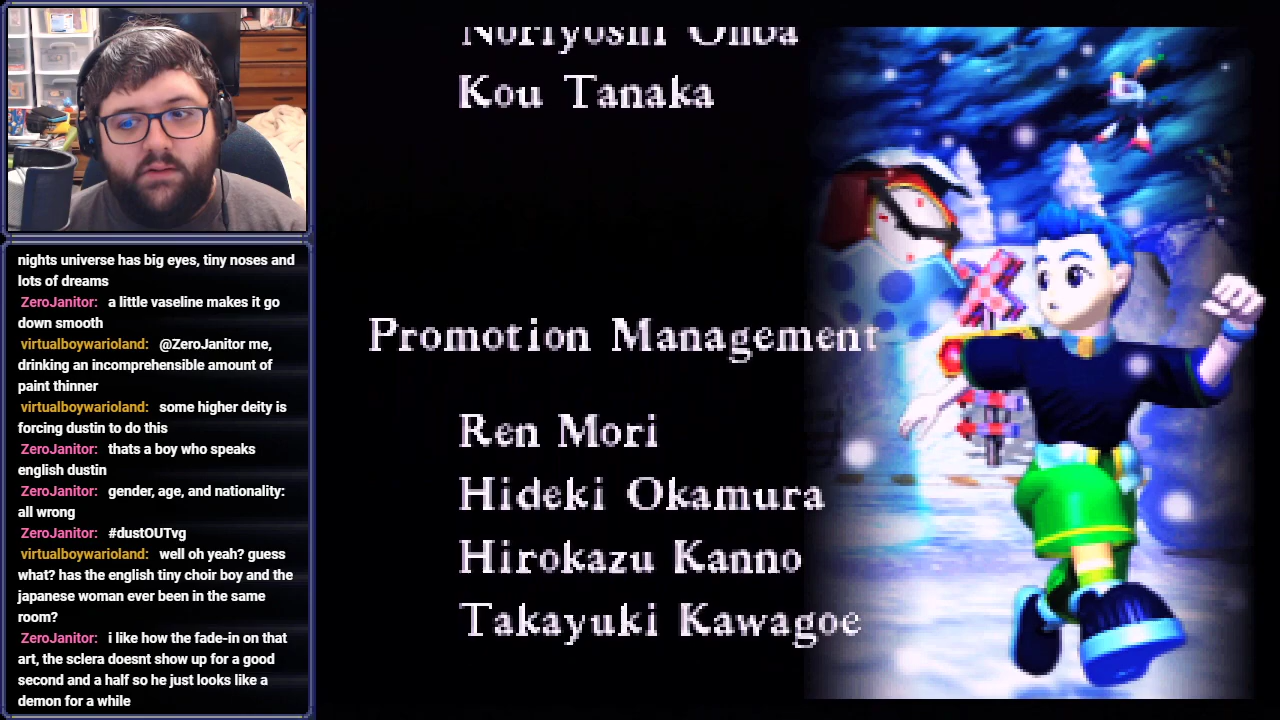 nights universe has big eyes, tiny noses and
lots of dreams
ZeroJanitor: a little vaseline makes it go
down smooth
virtualboywarioland: @ZeroJanitor me,
drinking an incomprehensible amount of
paint thinner
virtualboywarioland: some higher deity is
forcing dustin to do this
ZeroJanitor: thats a boy who speaks
english dustin
ZeroJanitor: gender, age, and nationality:
all wrong
ZeroJanitor: #dustOUTvg
virtualboywarioland: well oh yeah? guess
what? has the english tiny choir boy and the
japanese woman ever been in the same
room?
ZeroJanitor: i like how the fade-in on that
art, the sclera doesnt show up for a good
second and a half so he just looks like a
demon for a while
Noriyoshi Ohba
Kou Tanaka
Promotion Management
Ren Mori
Hideki Okamura
Hirokazu Kanno
Takayuki Kawagoe